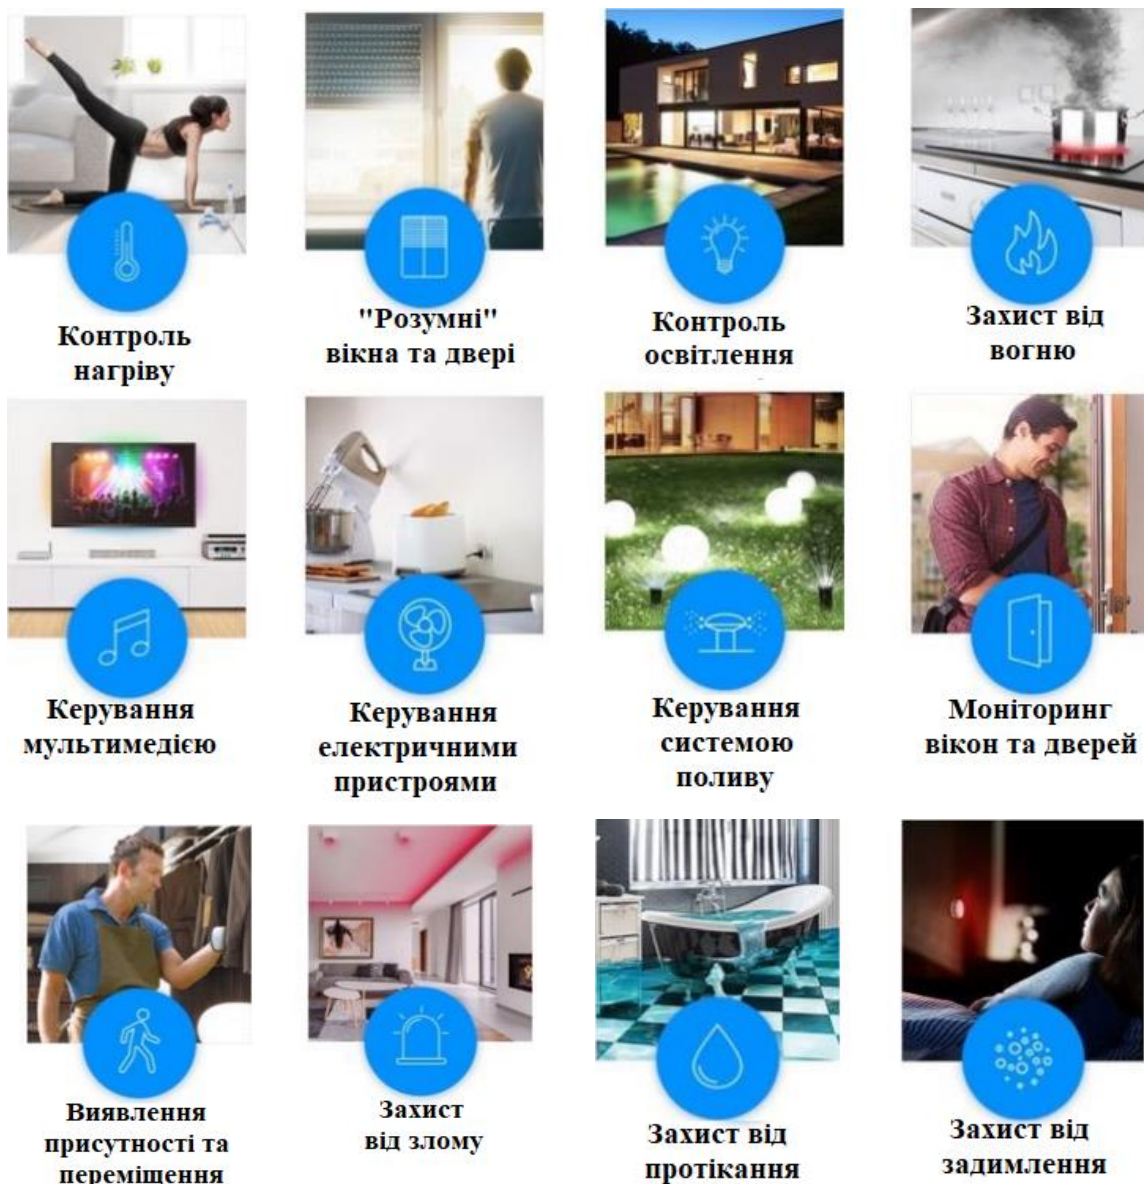 Контроль
нагріву
"Розумні"
вікна та двері
Контроль
освітлення
Захист від
вогню
Керування
мультимедією
Керування
електричними
пристроями
Керування
системою
поливу
Моніторинг
вікон та дверей
Виявлення
присутності та
переміщення
Захист
від злому
Захист від
протікання
Захист від
задимлення